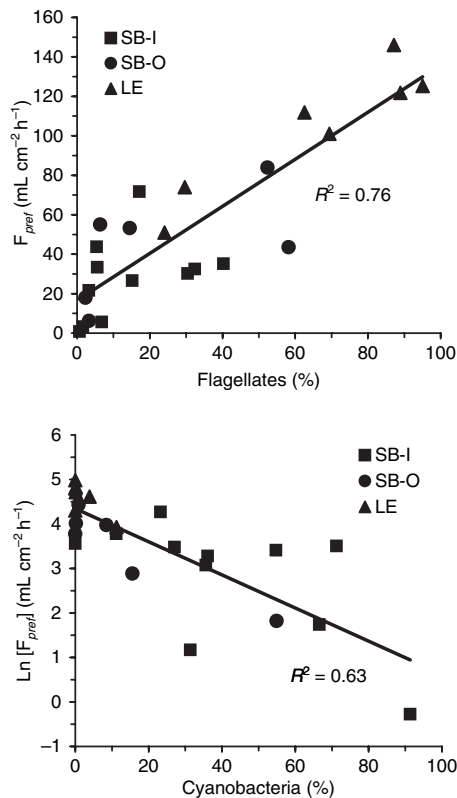 160
140
120
100
80
60
40
20
0
F_pref (mL cm⁻² h⁻¹)
SB-I
SB-O
LE
R² = 0.76
0 20 40 60 80 100
Flagellates (%)
6
5
4
3
2
1
0
–1
Ln [F_pref] (mL cm⁻² h⁻¹)
SB-I
SB-O
LE
R² = 0.63
0 20 40 60 80 100
Cyanobacteria (%)